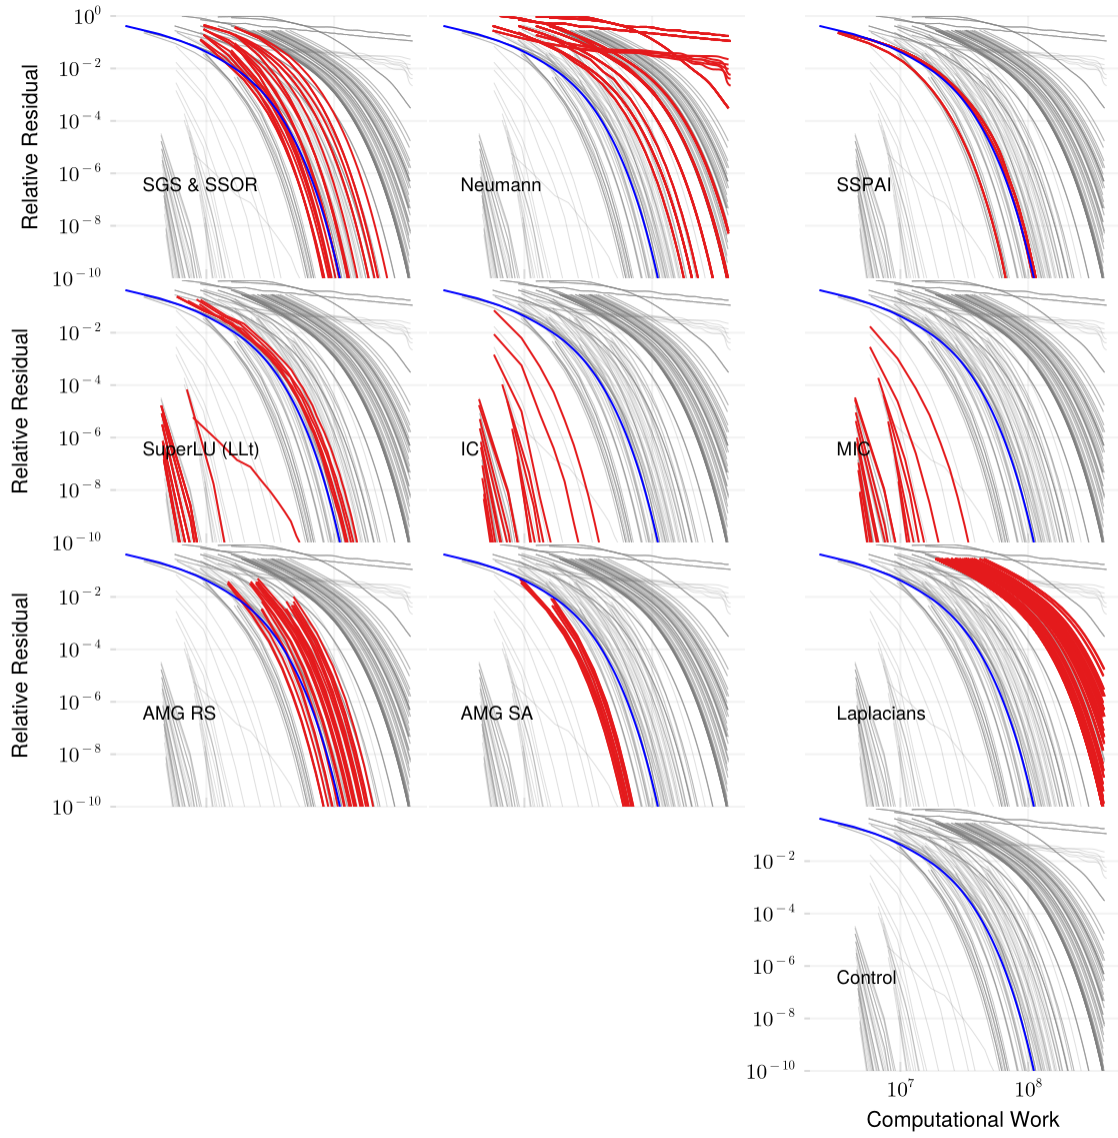 10^0
10^−2
10^−4
10^−6
10^−8
10^−10
Relative Residual
SGS & SSOR
Neumann
SSPAI
10^−2
10^−4
10^−6
10^−8
10^−10
Relative Residual
SuperLU (LLt)
IC
MIC
10^−2
10^−4
10^−6
10^−8
10^−10
Relative Residual
AMG RS
AMG SA
Laplacians
10^−2
10^−4
10^−6
10^−8
10^−10
Control
10^7 10^8
Computational Work